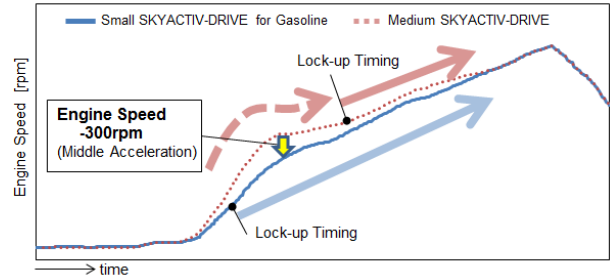 Small SKYACTIV-DRIVE for Gasoline
Medium SKYACTIV-DRIVE
Lock-up Timing
Engine Speed
-300rpm
(Middle Acceleration)
Engine Speed [rpm]
Lock-up Timing
time